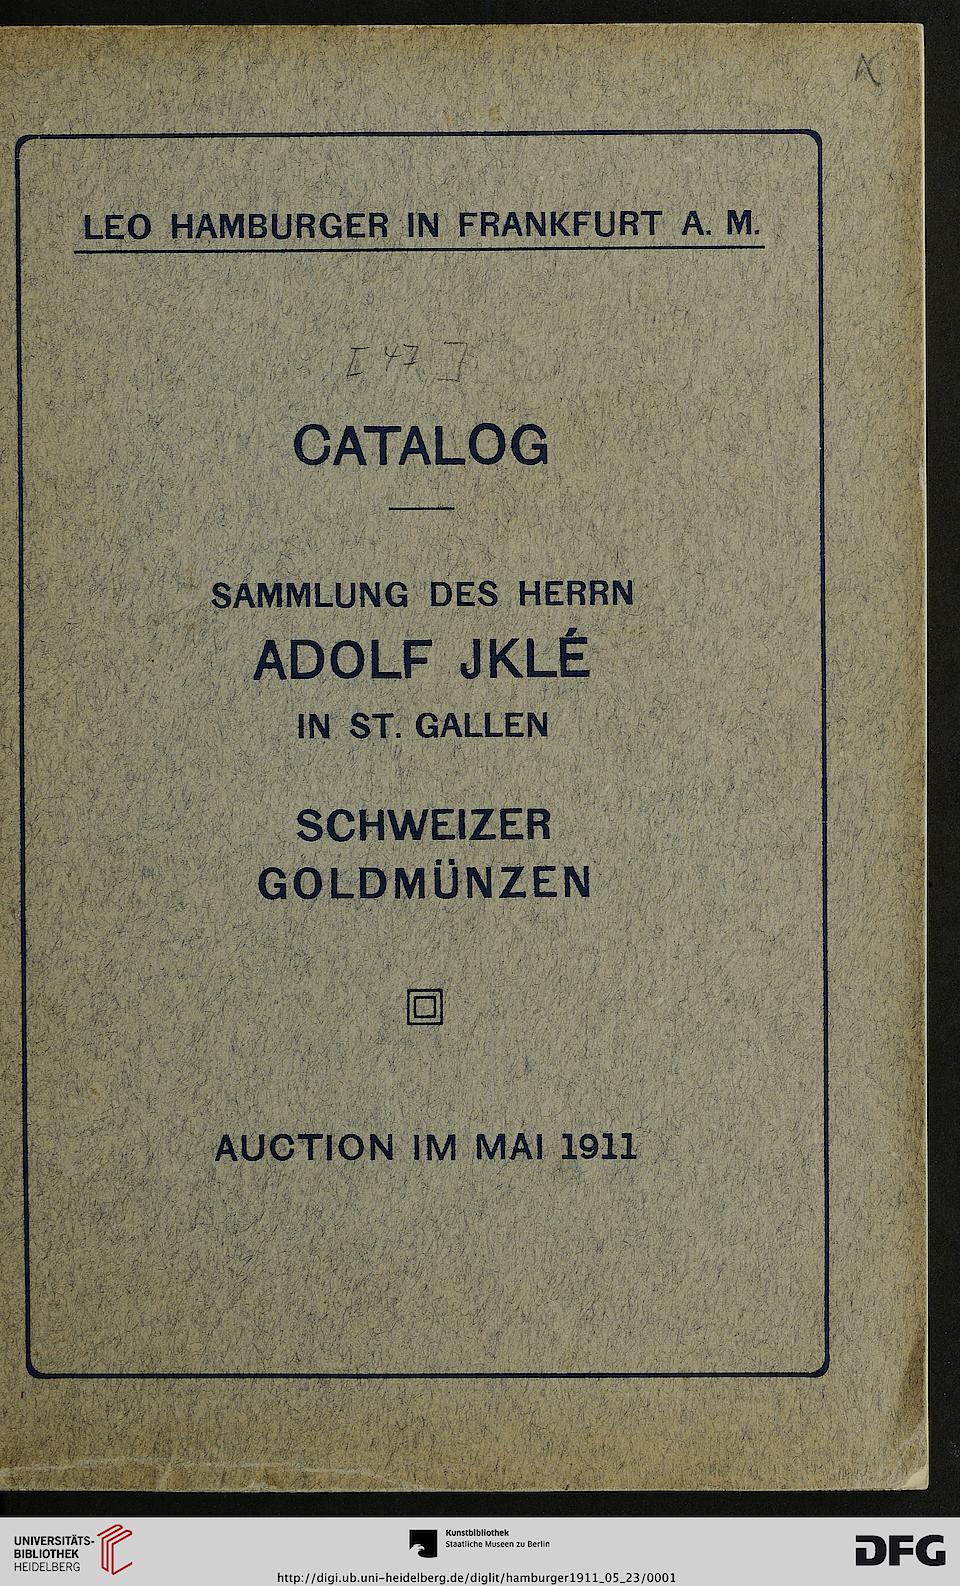 LEO HAMBURGER IN FRANKFURT A. M.
[47]
CATALOG
SAMMLUNG DES HERRN
ADOLF JKLÉ
IN ST. GALLEN
SCHWEIZER
GOLDMÜNZEN
AUCTION IM MAI 1911
UNIVERSITÄTS-
BIBLIOTHEK
HEIDELBERG
Kunstbibliothek
Staatliche Museen zu Berlin
DFG
http://digi.ub.uni-heidelberg.de/diglit/hamburger1911_05_23/0001